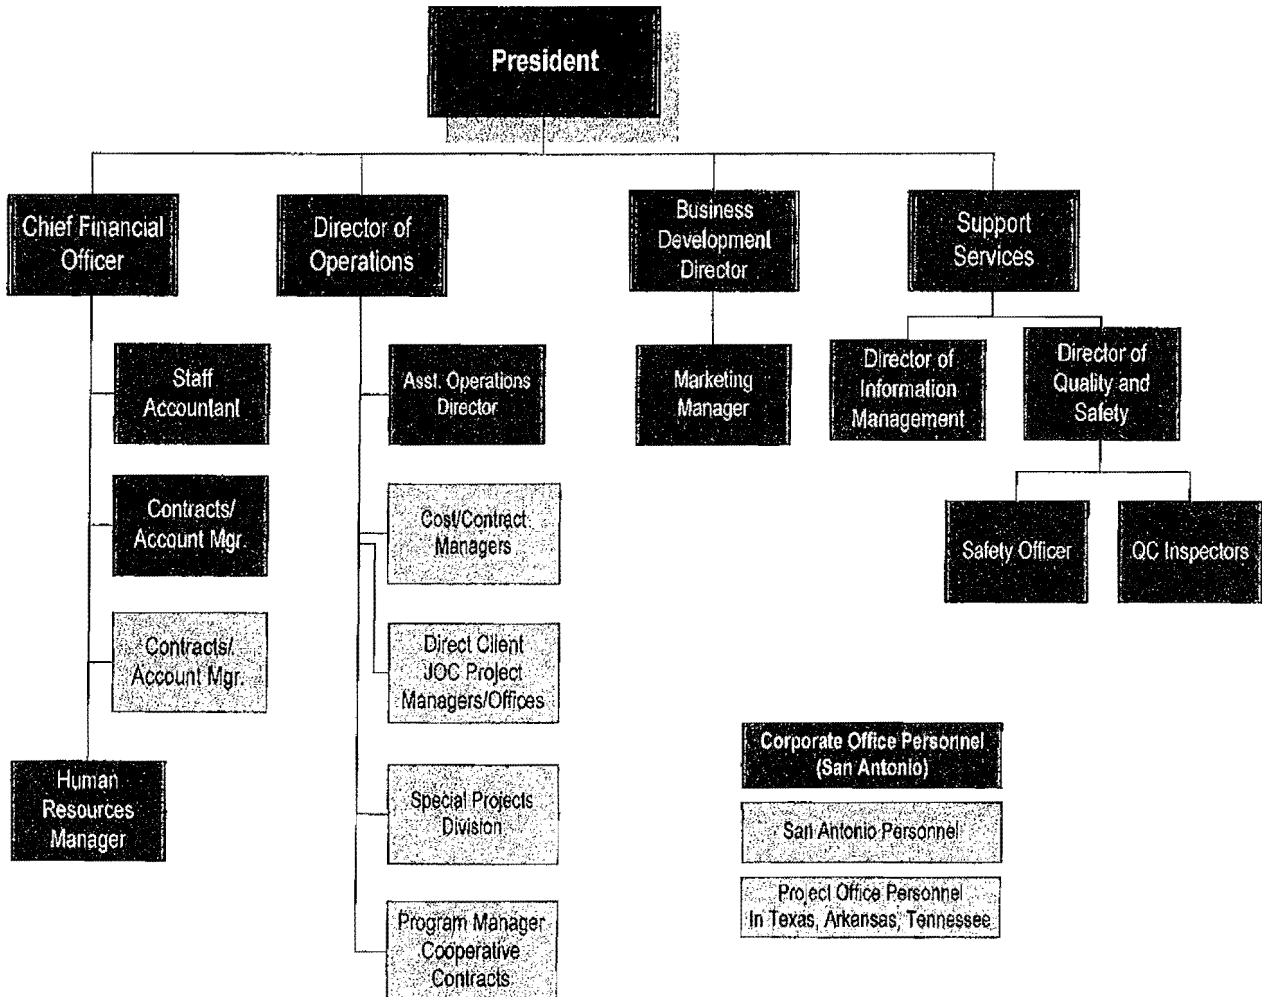 President
Chief Financial
Officer
Director of
Operations
Business
Development
Director
Support
Services
Staff
Accountant
Contracts/
Account Mgr.
Contracts/
Account Mgr.
Human
Resources
Manager
Asst. Operations
Director
Cost/Contract
Managers
Direct Client
JOC Project
Managers/Offices
Special Projects
Division
Program Manager
Cooperative
Contracts
Marketing
Manager
Director of
Information
Management
Director of
Quality and
Safety
Safety Officer
QC Inspectors
Corporate Office Personnel
(San Antonio)
San Antonio Personnel
Project Office Personnel
In Texas, Arkansas, Tennessee